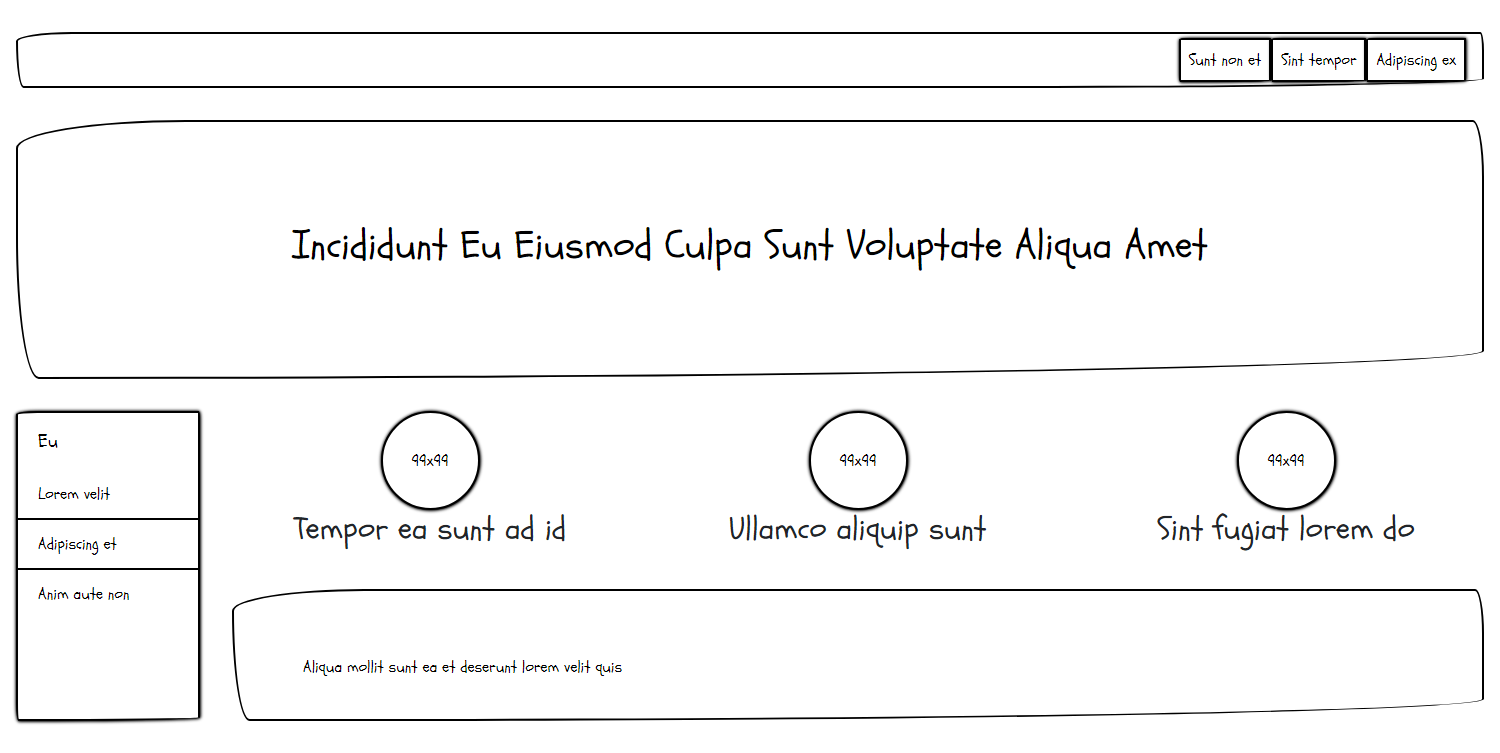 Sunt non et Sint tempor Adipiscing ex
Incididunt Eu Eiusmod Culpa Sunt Voluptate Aliqua Amet
Eu
Lorem velit
Adipiscing et
Anim aute non
99x99
Tempor ea sunt ad id
99x99
Ullamco aliquip sunt
99x99
Sint fugiat lorem do
Aliqua mollit sunt ea et deserunt lorem velit quis